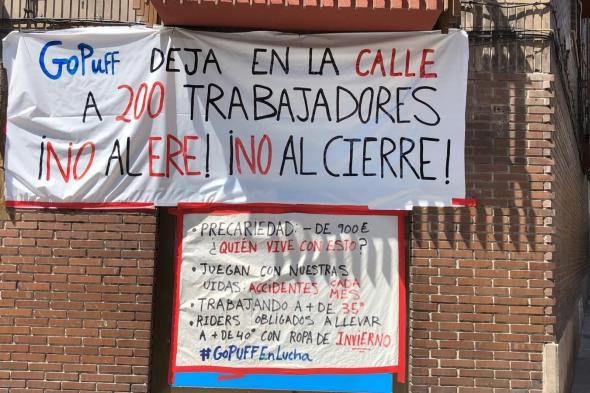 GoPuff DEJA EN LA CALLE
A 200 TRABAJADORES
¡NO AL ERE! ¡NO AL CIERRE!
• PRECARIEDAD: - DE 900€
¿QUIÉN VIVE CON ESTO?
• JUEGAN CON NUESTRAS
VIDAS: ACCIDENTES CADA
MES
• TRABAJANDO A + DE 35°
• RIDERS OBLIGADOS A LLEVAR
A + DE 40° CON ROPA DE INVIERNO
#GoPUFFEnLucha